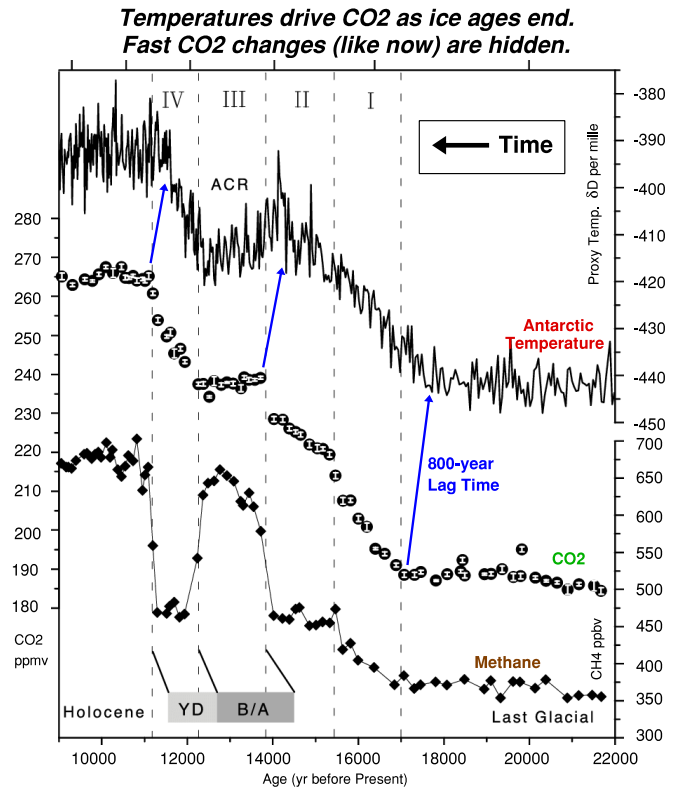 Temperatures drive CO2 as ice ages end.
Fast CO2 changes (like now) are hidden.
IV III II I
-380
-390
-400
-410
-420
-430
-440
-450
Time
ACR
Proxy Temp. δD per mille
280
270
260
250
240
230
220
210
200
190
180
Antarctic
Temperature
700
650
600
550
500
450
400
350
300
800-year
Lag Time
CO2
CO2
ppmv
Methane
CH4 ppbv
Holocene YD B/A Last Glacial
10000 12000 14000 16000 18000 20000 22000
Age (yr before Present)